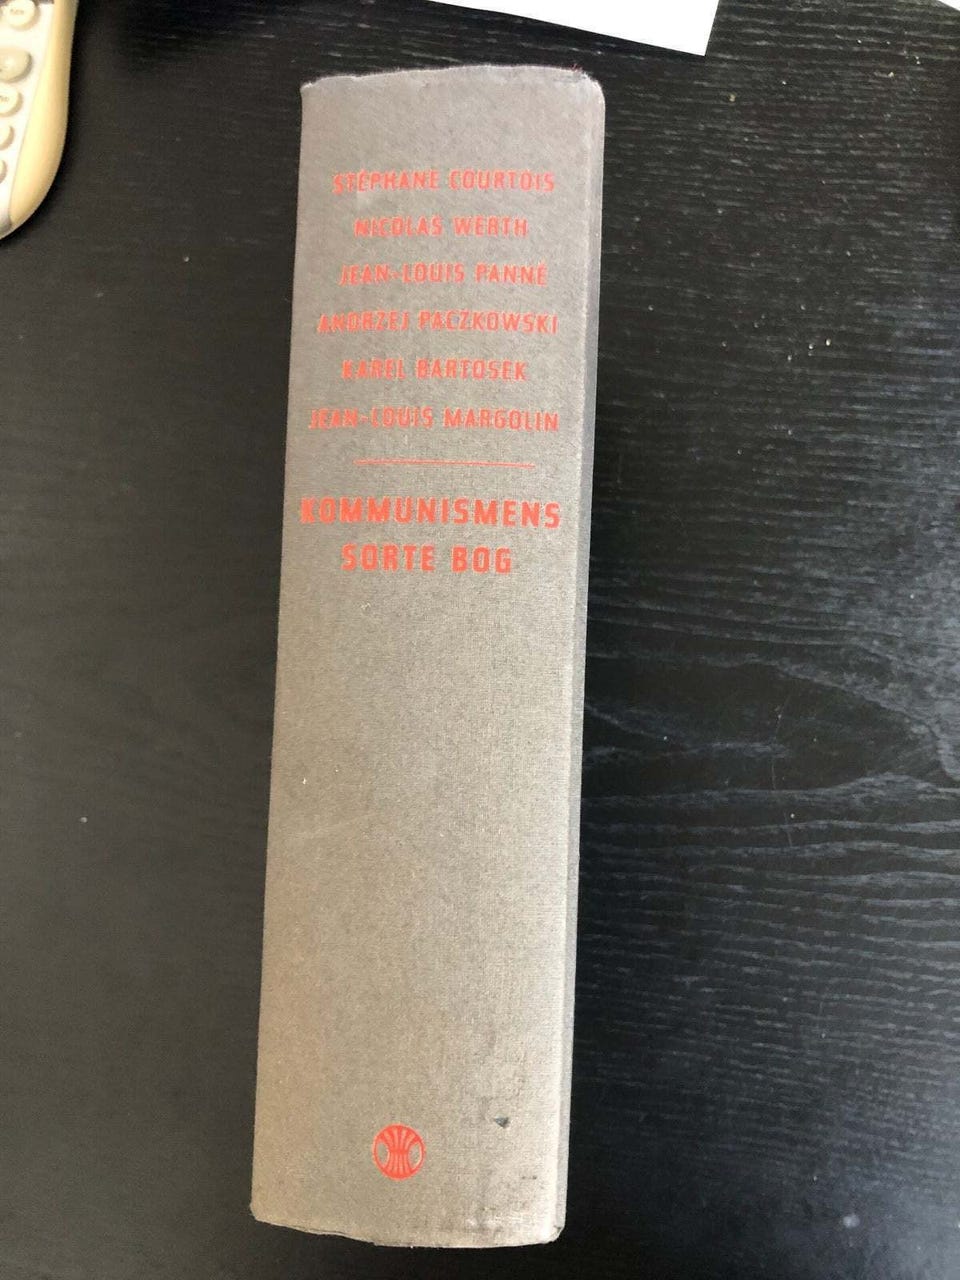 STÉPHANE COURTOIS
NICOLAS WERTH
JEAN-LOUIS PANNÉ
ANDRZEJ PACZKOWSKI
KAREL BARTOSEK
JEAN-LOUIS MARGOLIN
KOMMUNISMENS
SORTE BOG